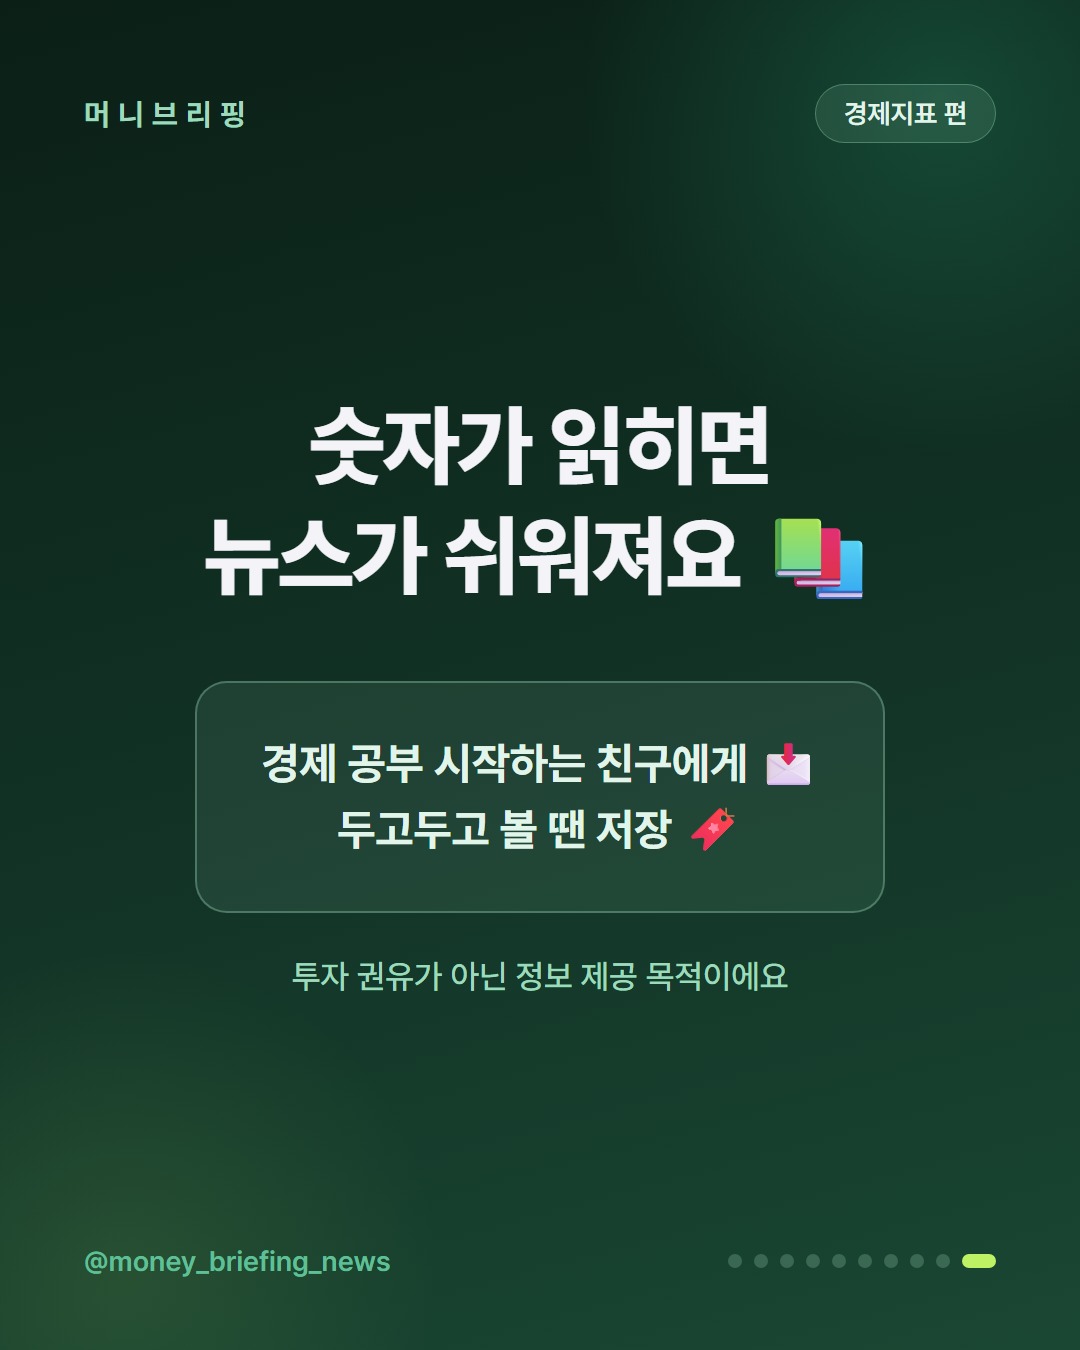 머니브리핑
경제지표 편
숫자가 읽히면
뉴스가 쉬워져요 📚
경제 공부 시작하는 친구에게 📩
두고두고 볼 땐 저장 🔖
투자 권유가 아닌 정보 제공 목적이에요
@money_briefing_news